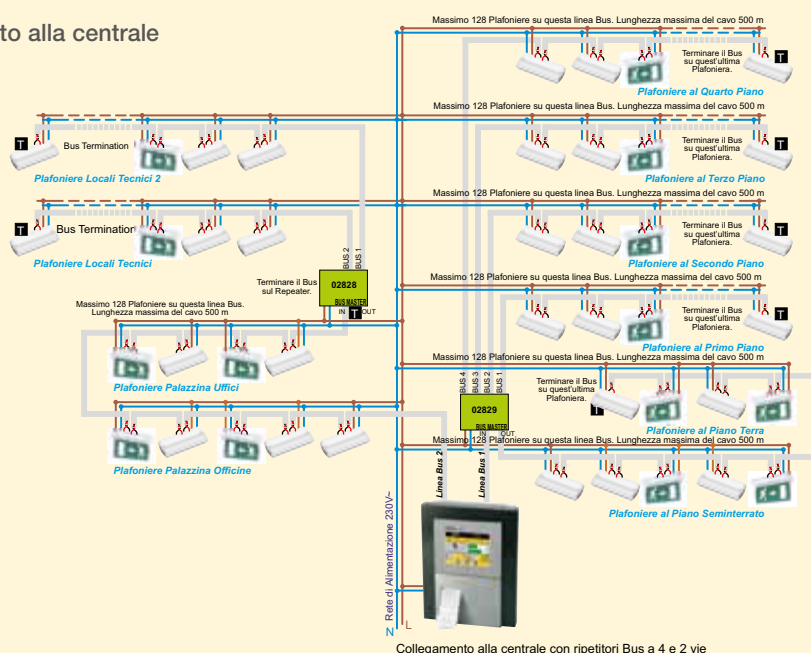 to alla centrale
Massimo 128 Plafoniere su questa linea Bus. Lunghezza massima del cavo 500 m
Terminare il Bus
su quest'ultima
Plafoniera.
T
Plafoniere al Quarto Piano
Massimo 128 Plafoniere su questa linea Bus. Lunghezza massima del cavo 500 m
Terminare il Bus
su quest'ultima
Plafoniera.
T
Plafoniere al Terzo Piano
T
Bus Termination
Plafoniere Locali Tecnici 2
Massimo 128 Plafoniere su questa linea Bus. Lunghezza massima del cavo 500 m
Terminare il Bus
su quest'ultima
Plafoniera.
T
Plafoniere al Secondo Piano
T
Bus Termination
Plafoniere Locali Tecnici
BUS 2
BUS 1
Terminare il Bus
sul Repeater.
02828
BUS MASTER
IN
T
OUT
Massimo 128 Plafoniere su questa linea Bus. Lunghezza massima del cavo 500 m
Terminare il Bus
su quest'ultima
Plafoniera.
T
Plafoniere al Primo Piano
Massimo 128 Plafoniere su questa linea Bus.
Lunghezza massima del cavo 500 m
Plafoniere Palazzina Uffici
Massimo 128 Plafoniere su questa linea Bus. Lunghezza massima del cavo 500 m
Terminare il Bus
su quest'ultima
Plafoniera.
T
Plafoniere al Piano Terra
BUS 4
BUS 3
BUS 2
BUS 1
02829
BUS MASTER
IN
OUT
Massimo 128 Plafoniere su questa linea Bus. Lunghezza massima del cavo 500 m
Plafoniere al Piano Seminterrato
Plafoniere Palazzina Officine
Linea Bus 2
Linea Bus 1
Rete di Alimentazione 230V~
N
L
Collegamento alla centrale con ripetitori Bus a 4 e 2 vie